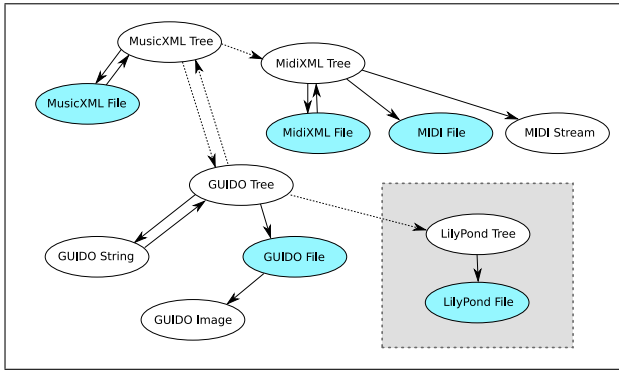 MusicXML Tree
MidiXML Tree
MusicXML File
MidiXML File
MIDI File
MIDI Stream
GUIDO Tree
LilyPond Tree
GUIDO String
GUIDO File
LilyPond File
GUIDO Image